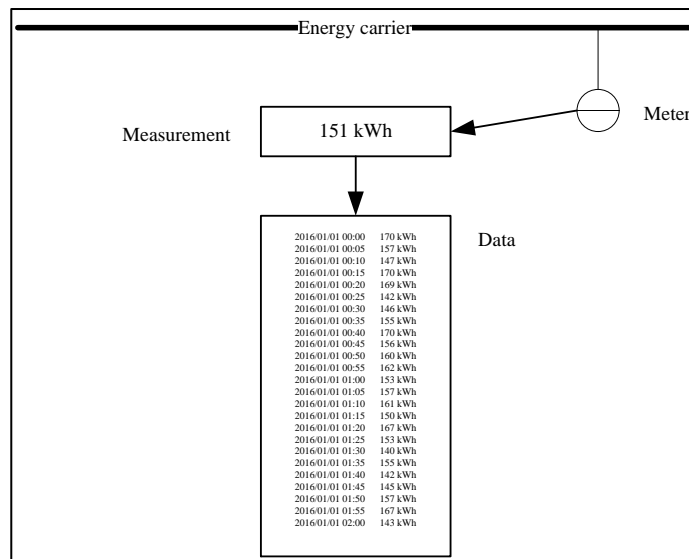 Energy carrier
Measurement
151 kWh
Meter
Data
2016/01/01 00:00 170 kWh
2016/01/01 00:05 157 kWh
2016/01/01 00:10 147 kWh
2016/01/01 00:15 170 kWh
2016/01/01 00:20 169 kWh
2016/01/01 00:25 142 kWh
2016/01/01 00:30 146 kWh
2016/01/01 00:35 155 kWh
2016/01/01 00:40 170 kWh
2016/01/01 00:45 156 kWh
2016/01/01 00:50 160 kWh
2016/01/01 00:55 162 kWh
2016/01/01 01:00 153 kWh
2016/01/01 01:05 157 kWh
2016/01/01 01:10 161 kWh
2016/01/01 01:15 150 kWh
2016/01/01 01:20 167 kWh
2016/01/01 01:25 153 kWh
2016/01/01 01:30 140 kWh
2016/01/01 01:35 155 kWh
2016/01/01 01:40 142 kWh
2016/01/01 01:45 145 kWh
2016/01/01 01:50 157 kWh
2016/01/01 01:55 167 kWh
2016/01/01 02:00 143 kWh